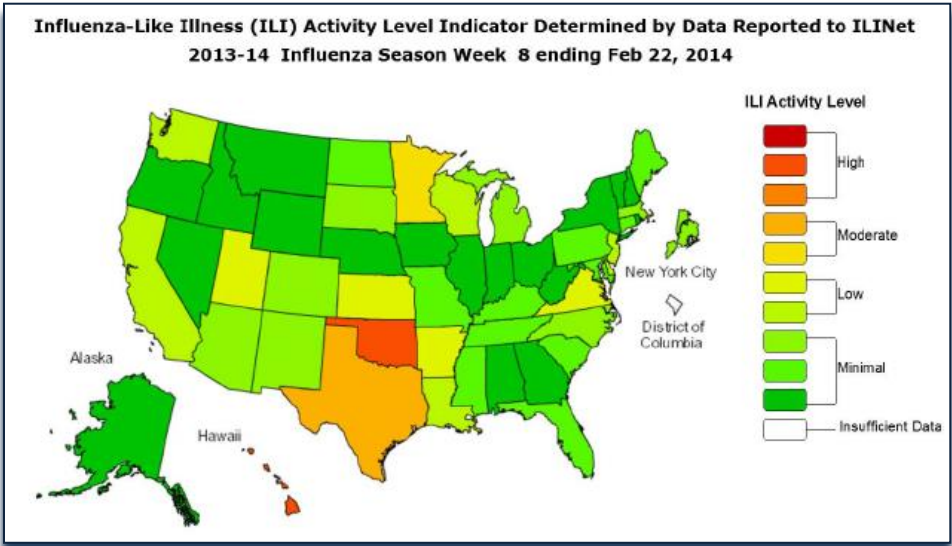 Influenza-Like Illness (ILI) Activity Level Indicator Determined by Data Reported to ILINet
2013-14 Influenza Season Week 8 ending Feb 22, 2014
ILI Activity Level
High
Moderate
Low
Minimal
Insufficient Data
New York City
District of
Columbia
Alaska
Hawaii